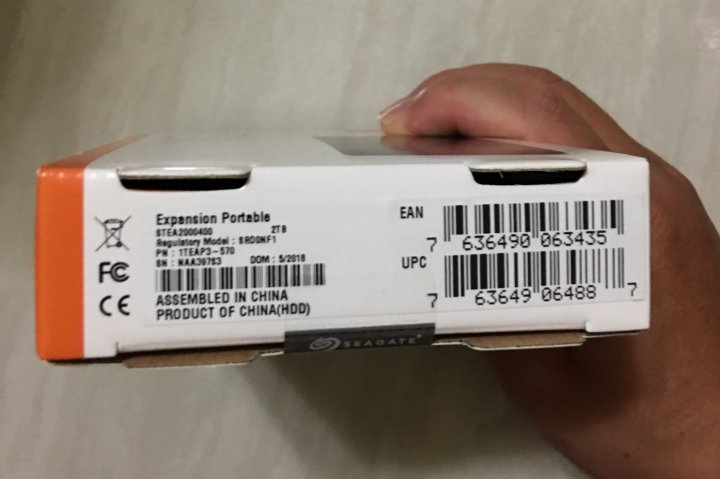 Expansion Portable
STEA2000400 2TB
Regulatory Model : SRD0NF1
PN : 1TEAP3-570
SN : NAA39783 DOM : 5/2018
ASSEMBLED IN CHINA
PRODUCT OF CHINA(HDD)
FC
CE
EAN
7 636490 063435
UPC
7 63649 06488 7
SEAGATE